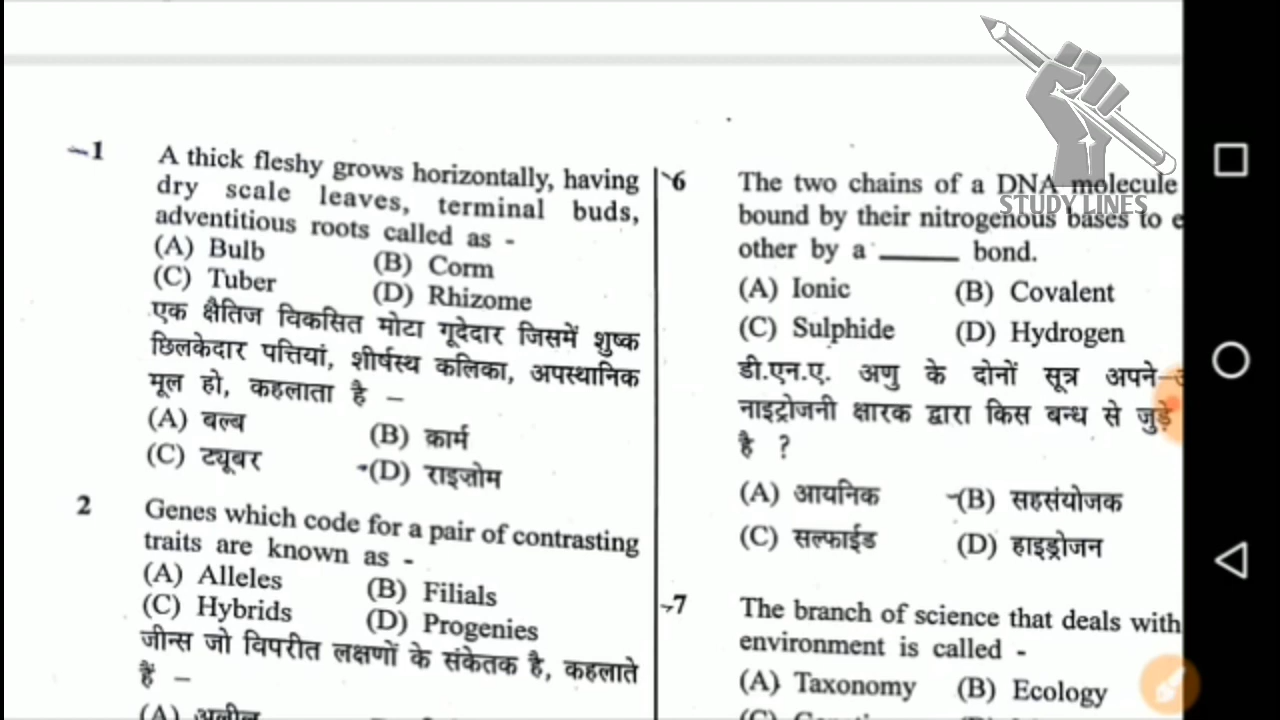 1 A thick fleshy grows horizontally, having
dry scale leaves, terminal buds,
adventitious roots called as -
(A) Bulb (B) Corm
(C) Tuber (D) Rhizome
एक क्षैतिज विकसित मोटा गूदेदार जिसमें शुष्क
छिलकेदार पत्तियां, शीर्षस्थ कलिका, अपस्थानिक
मूल हो, कहलाता है –
(A) बल्ब (B) कार्म
(C) ट्यूबर (D) राइज़ोम
2 Genes which code for a pair of contrasting
traits are known as -
(A) Alleles (B) Filials
(C) Hybrids (D) Progenies
जीन्स जो विपरीत लक्षणों के संकेतक है, कहलाते
हैं –
(A) अलील
6 The two chains of a DNA molecule
bound by their nitrogenous bases to e
other by a ______ bond.
(A) Ionic (B) Covalent
(C) Sulphide (D) Hydrogen
डी.एन.ए. अणु के दोनों सूत्र अपने
नाइट्रोजनी क्षारक द्वारा किस बन्ध से जुड़े
है ?
(A) आयनिक (B) सहसंयोजक
(C) सल्फाईड (D) हाइड्रोजन
7 The branch of science that deals with
environment is called -
(A) Taxonomy (B) Ecology
STUDY LINES